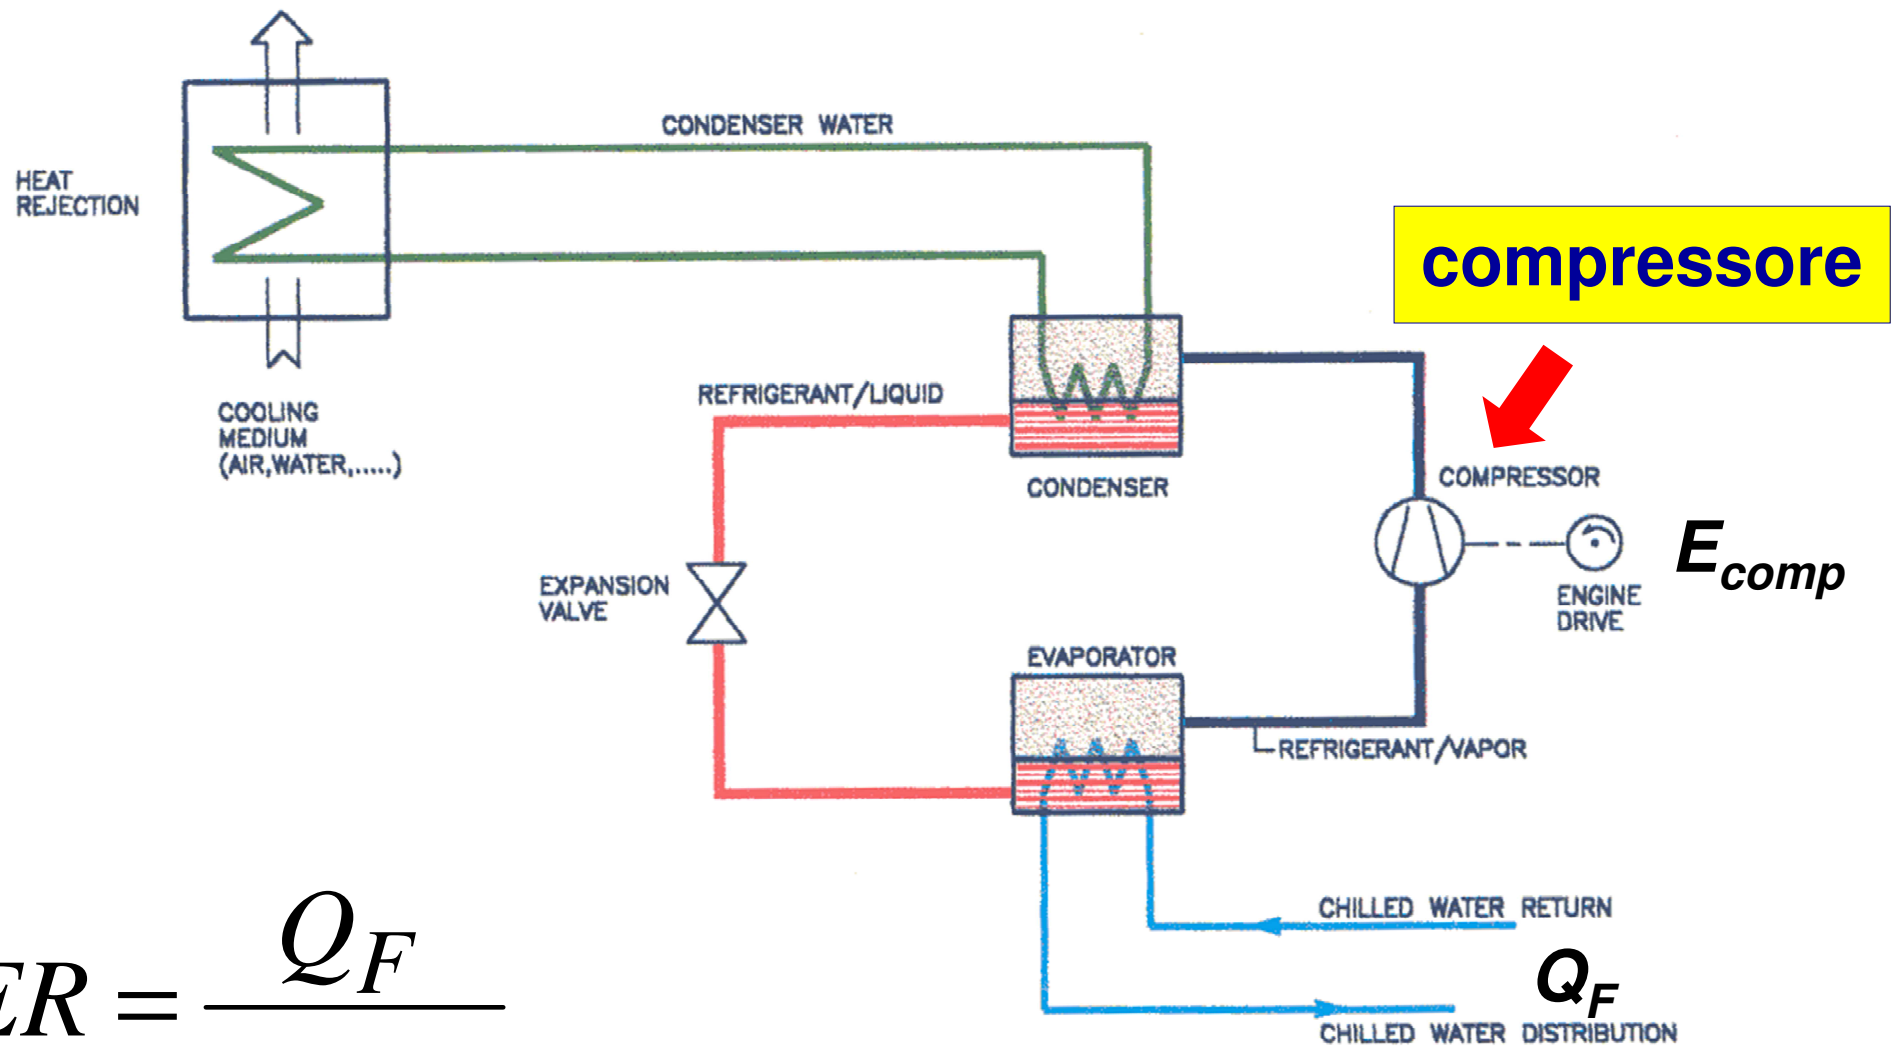 CONDENSER WATER
HEAT
REJECTION
compressore
REFRIGERANT/LIQUID
COOLING
MEDIUM
(AIR,WATER,.....)
CONDENSER
COMPRESSOR
E_comp
EXPANSION
VALVE
ENGINE
DRIVE
EVAPORATOR
REFRIGERANT/VAPOR
CHILLED WATER RETURN
Q_F
CHILLED WATER DISTRIBUTION
ER = Q_F